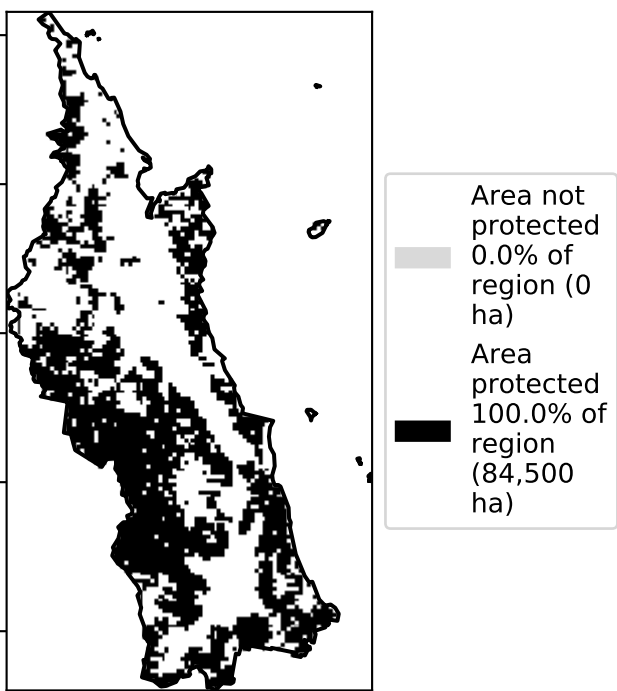 Area not
protected
0.0% of
region (0
ha)
Area
protected
100.0% of
region
(84,500
ha)